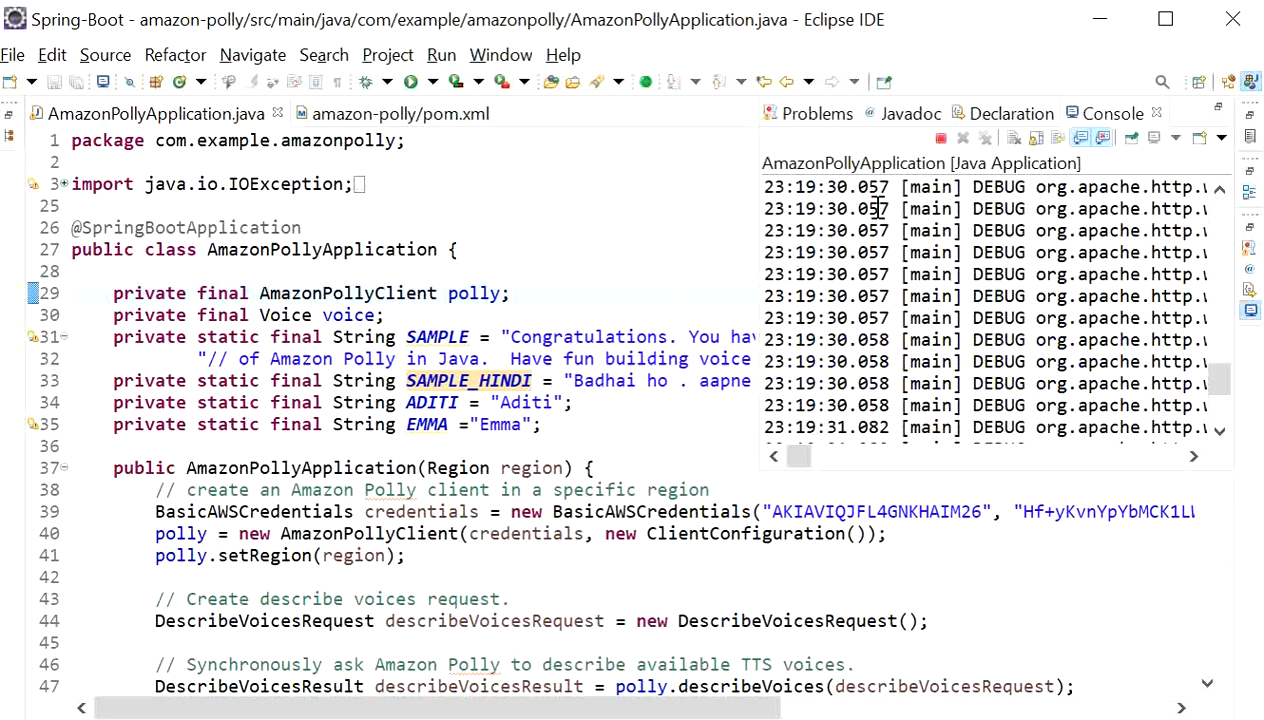 Spring-Boot - amazon-polly/src/main/java/com/example/amazonpolly/AmazonPollyApplication.java - Eclipse IDE
File Edit Source Refactor Navigate Search Project Run Window Help
AmazonPollyApplication.java amazon-polly/pom.xml
1 package com.example.amazonpolly;
2
3 import java.io.IOException;
25
26 @SpringBootApplication
27 public class AmazonPollyApplication {
28
29 private final AmazonPollyClient polly;
30 private final Voice voice;
31 private static final String SAMPLE = "Congratulations. You hav
32 "// of Amazon Polly in Java.  Have fun building voice
33 private static final String SAMPLE_HINDI = "Badhai ho . aapne
34 private static final String ADITI = "Aditi";
35 private static final String EMMA ="Emma";
36
37 public AmazonPollyApplication(Region region) {
38 // create an Amazon Polly client in a specific region
39 BasicAWSCredentials credentials = new BasicAWSCredentials("AKIAVIQJFL4GNKHAIM26", "Hf+yKvnYpYbMCK1LW
40 polly = new AmazonPollyClient(credentials, new ClientConfiguration());
41 polly.setRegion(region);
42
43 // Create describe voices request.
44 DescribeVoicesRequest describeVoicesRequest = new DescribeVoicesRequest();
45
46 // Synchronously ask Amazon Polly to describe available TTS voices.
47 DescribeVoicesResult describeVoicesResult = polly.describeVoices(describeVoicesRequest);
Problems Javadoc Declaration Console
AmazonPollyApplication [Java Application]
23:19:30.057 [main] DEBUG org.apache.http.w
23:19:30.057 [main] DEBUG org.apache.http.w
23:19:30.057 [main] DEBUG org.apache.http.w
23:19:30.057 [main] DEBUG org.apache.http.w
23:19:30.057 [main] DEBUG org.apache.http.w
23:19:30.057 [main] DEBUG org.apache.http.w
23:19:30.057 [main] DEBUG org.apache.http.w
23:19:30.058 [main] DEBUG org.apache.http.w
23:19:30.058 [main] DEBUG org.apache.http.w
23:19:30.058 [main] DEBUG org.apache.http.w
23:19:30.058 [main] DEBUG org.apache.http.w
23:19:31.082 [main] DEBUG org.apache.http.w